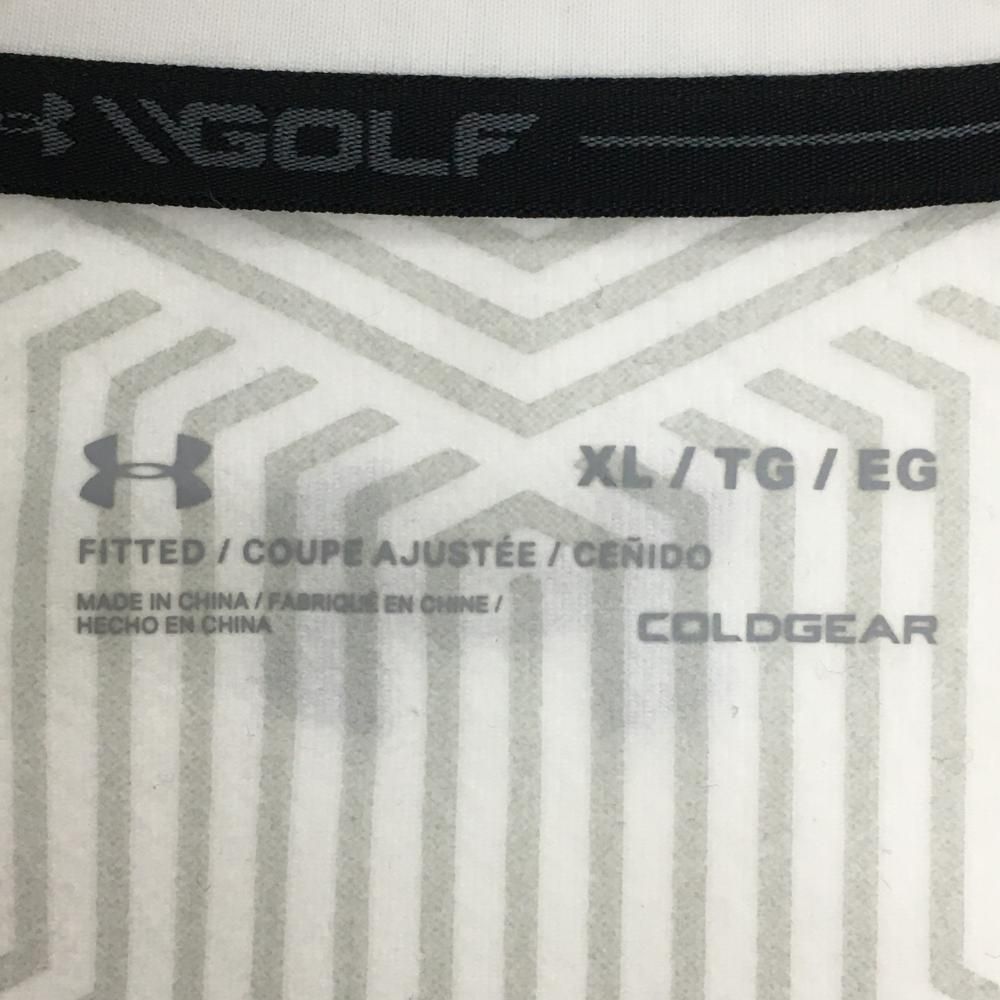 \\GOLF
XL / TG / EG
FITTED / COUPE AJUSTÉE / CEÑIDO
MADE IN CHINA / FABRIQUÉ EN CHINE /
HECHO EN CHINA
COLDGEAR